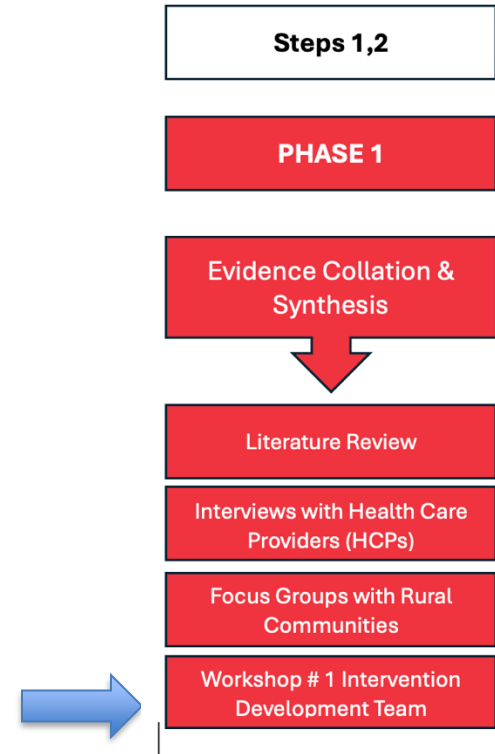 Steps 1,2
PHASE 1
Evidence Collation &
Synthesis
Literature Review
Interviews with Health Care
Providers (HCPs)
Focus Groups with Rural
Communities
Workshop # 1 Intervention
Development Team